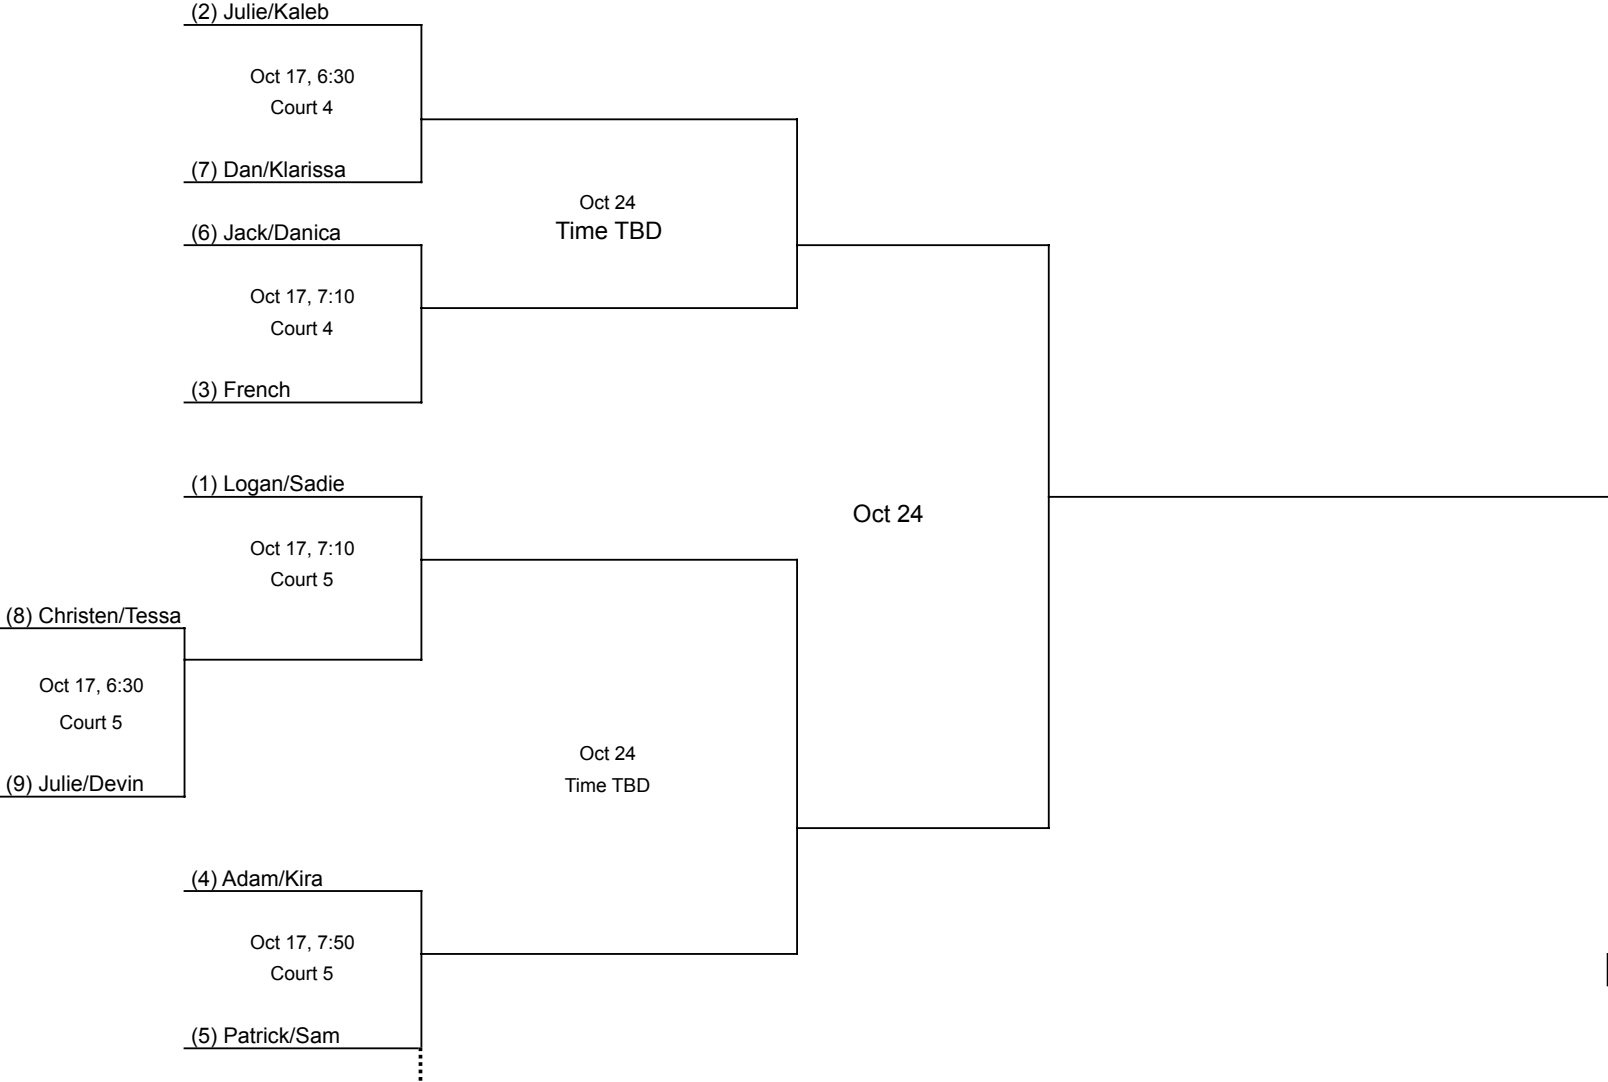 (2) Julie/Kaleb
Oct 17, 6:30
Court 4
(7) Dan/Klarissa
Oct 24
Time TBD
(6) Jack/Danica
Oct 17, 7:10
Court 4
(3) French
(1) Logan/Sadie
Oct 24
Oct 17, 7:10
Court 5
(8) Christen/Tessa
Oct 17, 6:30
Court 5
(9) Julie/Devin
Oct 24
Time TBD
(4) Adam/Kira
Oct 17, 7:50
Court 5
(5) Patrick/Sam